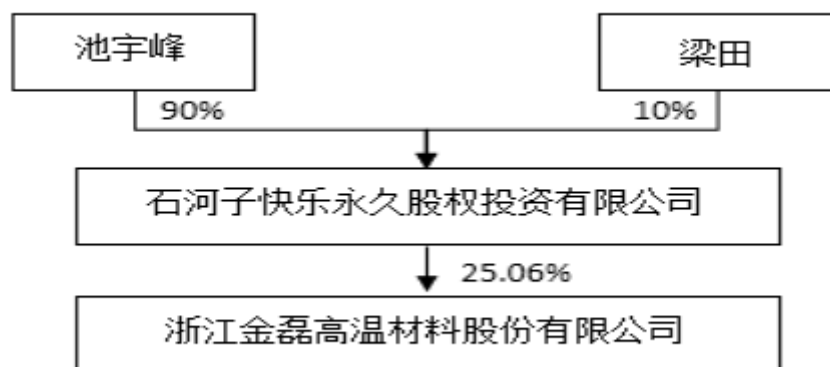 池宇峰
梁田
90%
10%
石河子快乐永久股权投资有限公司
25.06%
浙江金磊高温材料股份有限公司